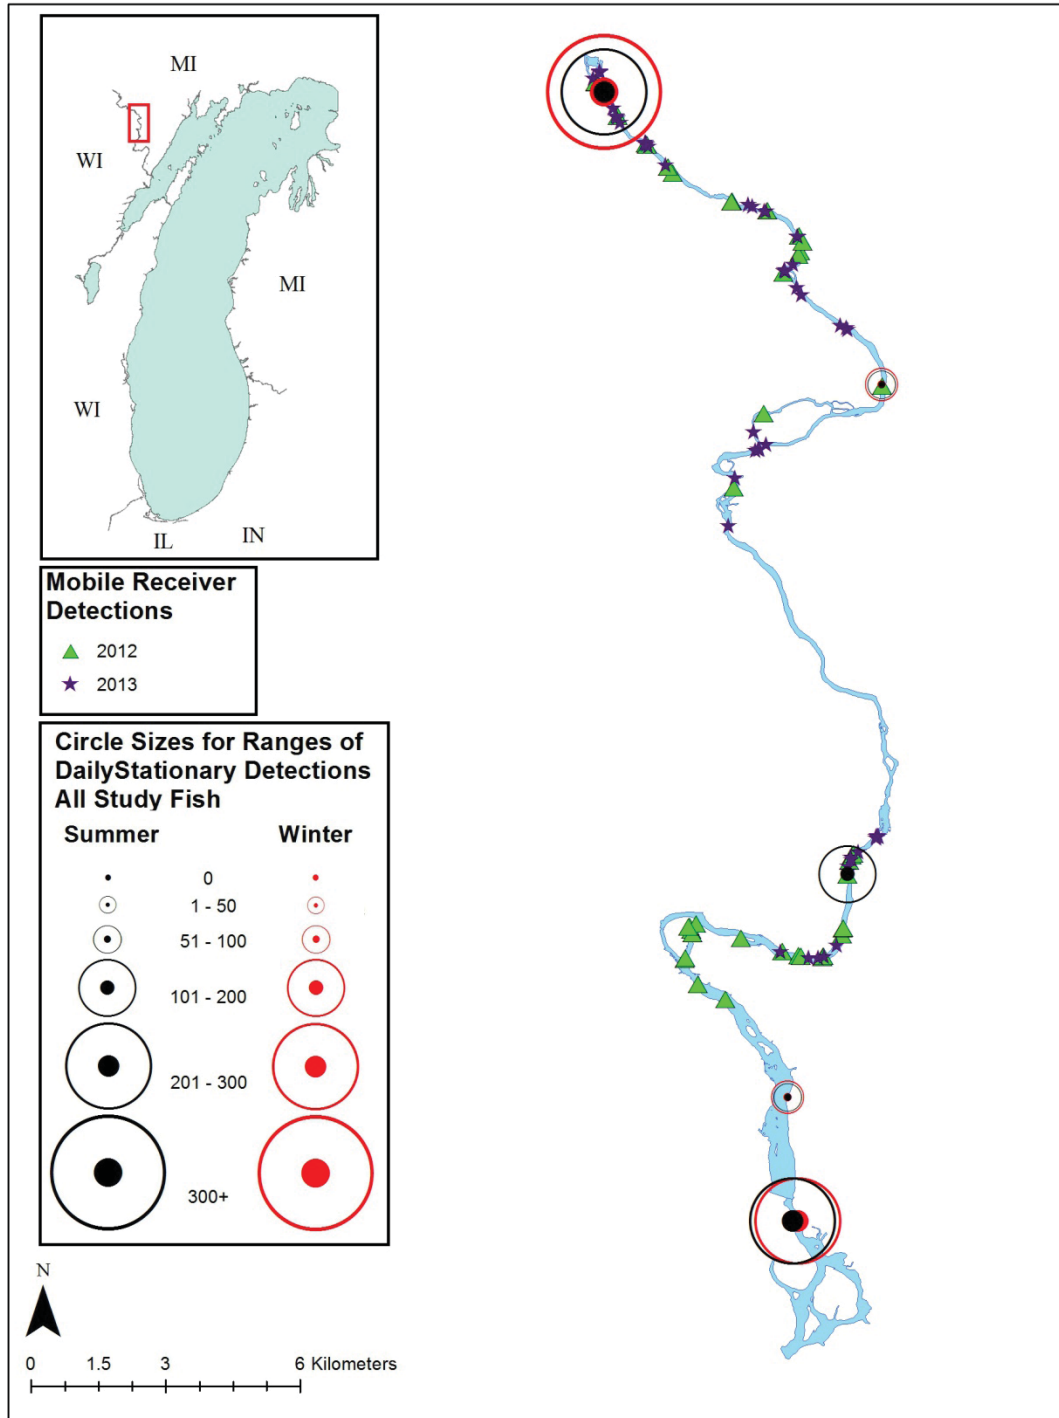 MI
WI
MI
WI
IL
IN
Mobile Receiver
Detections
2012
2013
Circle Sizes for Ranges of
DailyStationary Detections
All Study Fish
Summer Winter
0
1 - 50
51 - 100
101 - 200
201 - 300
300+
N
0 1.5 3 6 Kilometers